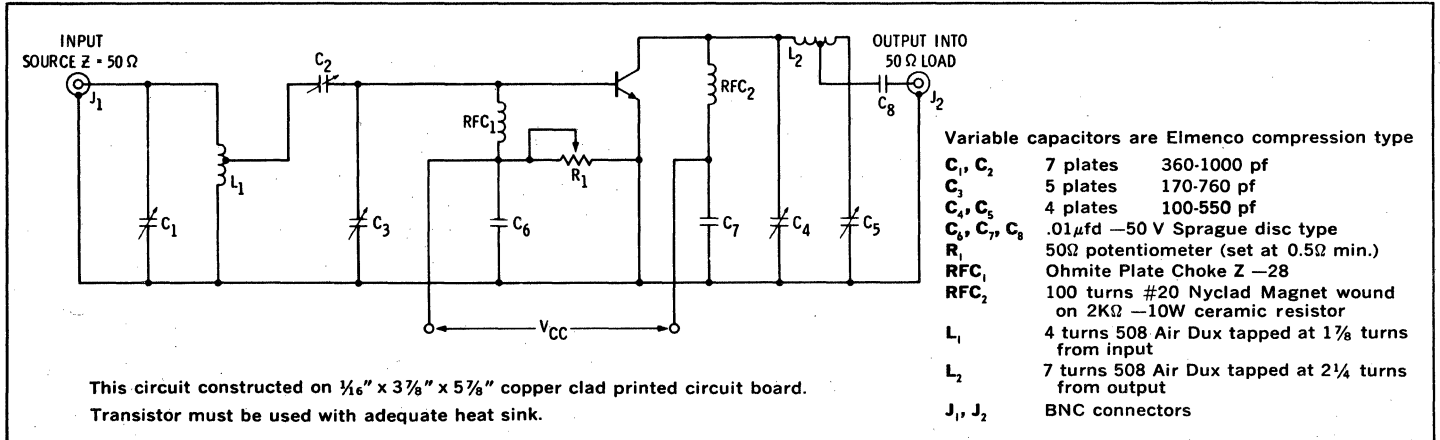 INPUT
SOURCE Z = 50 Ω
J1
C1
L1
C2
C3
RFC1
R1
C6
RFC2
C7
C4
L2
C5
OUTPUT INTO
50 Ω LOAD
C8
J2
VCC
This circuit constructed on 1/16" x 3 7/8" x 5 7/8" copper clad printed circuit board.
Transistor must be used with adequate heat sink.
Variable capacitors are Elmenco compression type
C1, C2 7 plates 360-1000 pf
C3 5 plates 170-760 pf
C4, C5 4 plates 100-550 pf
C6, C7, C8 .01μfd —50 V Sprague disc type
R1 50Ω potentiometer (set at 0.5Ω min.)
RFC1 Ohmite Plate Choke Z —28
RFC2 100 turns #20 Nyclad Magnet wound
on 2KΩ —10W ceramic resistor
L1 4 turns 508 Air Dux tapped at 1⅞ turns
from input
L2 7 turns 508 Air Dux tapped at 2¼ turns
from output
J1, J2 BNC connectors